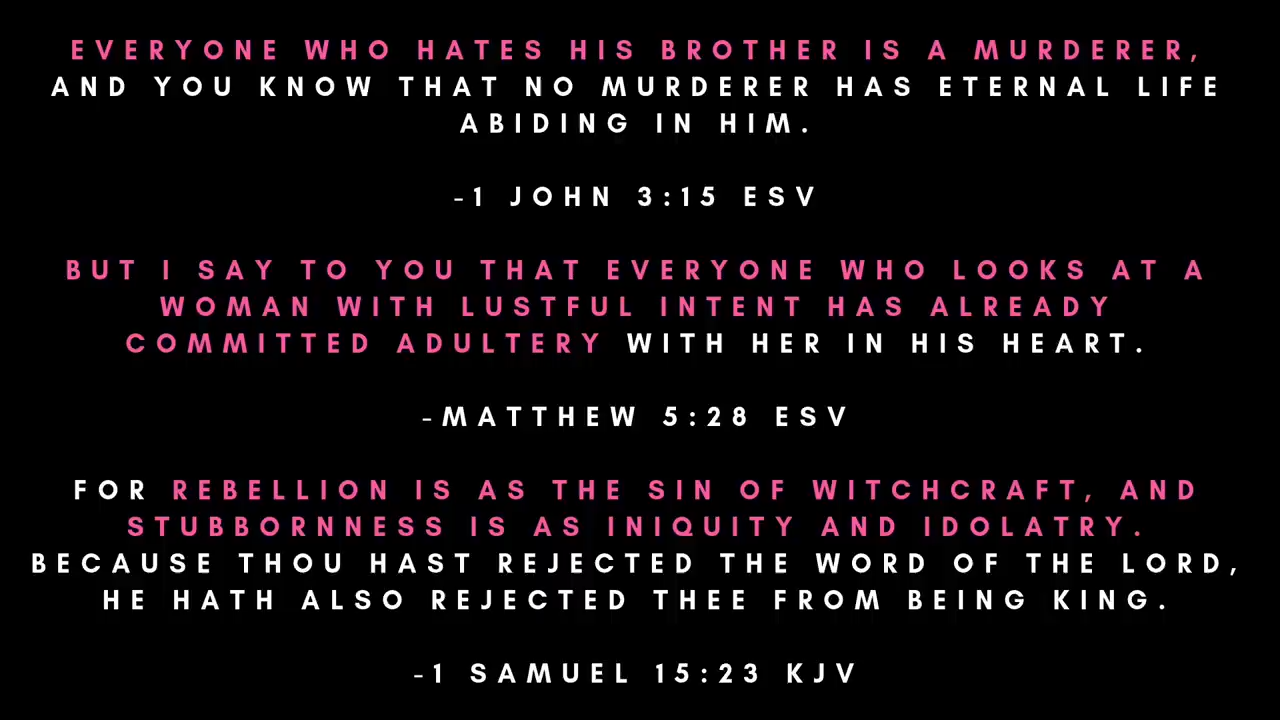 EVERYONE WHO HATES HIS BROTHER IS A MURDERER,
AND YOU KNOW THAT NO MURDERER HAS ETERNAL LIFE
ABIDING IN HIM.
-1 JOHN 3:15 ESV
BUT I SAY TO YOU THAT EVERYONE WHO LOOKS AT A
WOMAN WITH LUSTFUL INTENT HAS ALREADY
COMMITTED ADULTERY WITH HER IN HIS HEART.
-MATTHEW 5:28 ESV
FOR REBELLION IS AS THE SIN OF WITCHCRAFT, AND
STUBBORNNESS IS AS INIQUITY AND IDOLATRY.
BECAUSE THOU HAST REJECTED THE WORD OF THE LORD,
HE HATH ALSO REJECTED THEE FROM BEING KING.
-1 SAMUEL 15:23 KJV